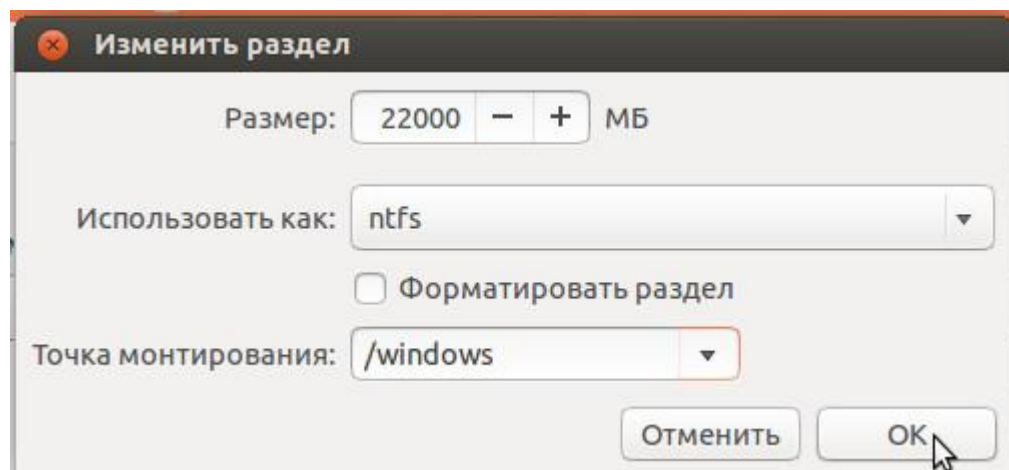 Изменить раздел
Размер: 22000 − + МБ
Использовать как: ntfs
Форматировать раздел
Точка монтирования: /windows
Отменить OK